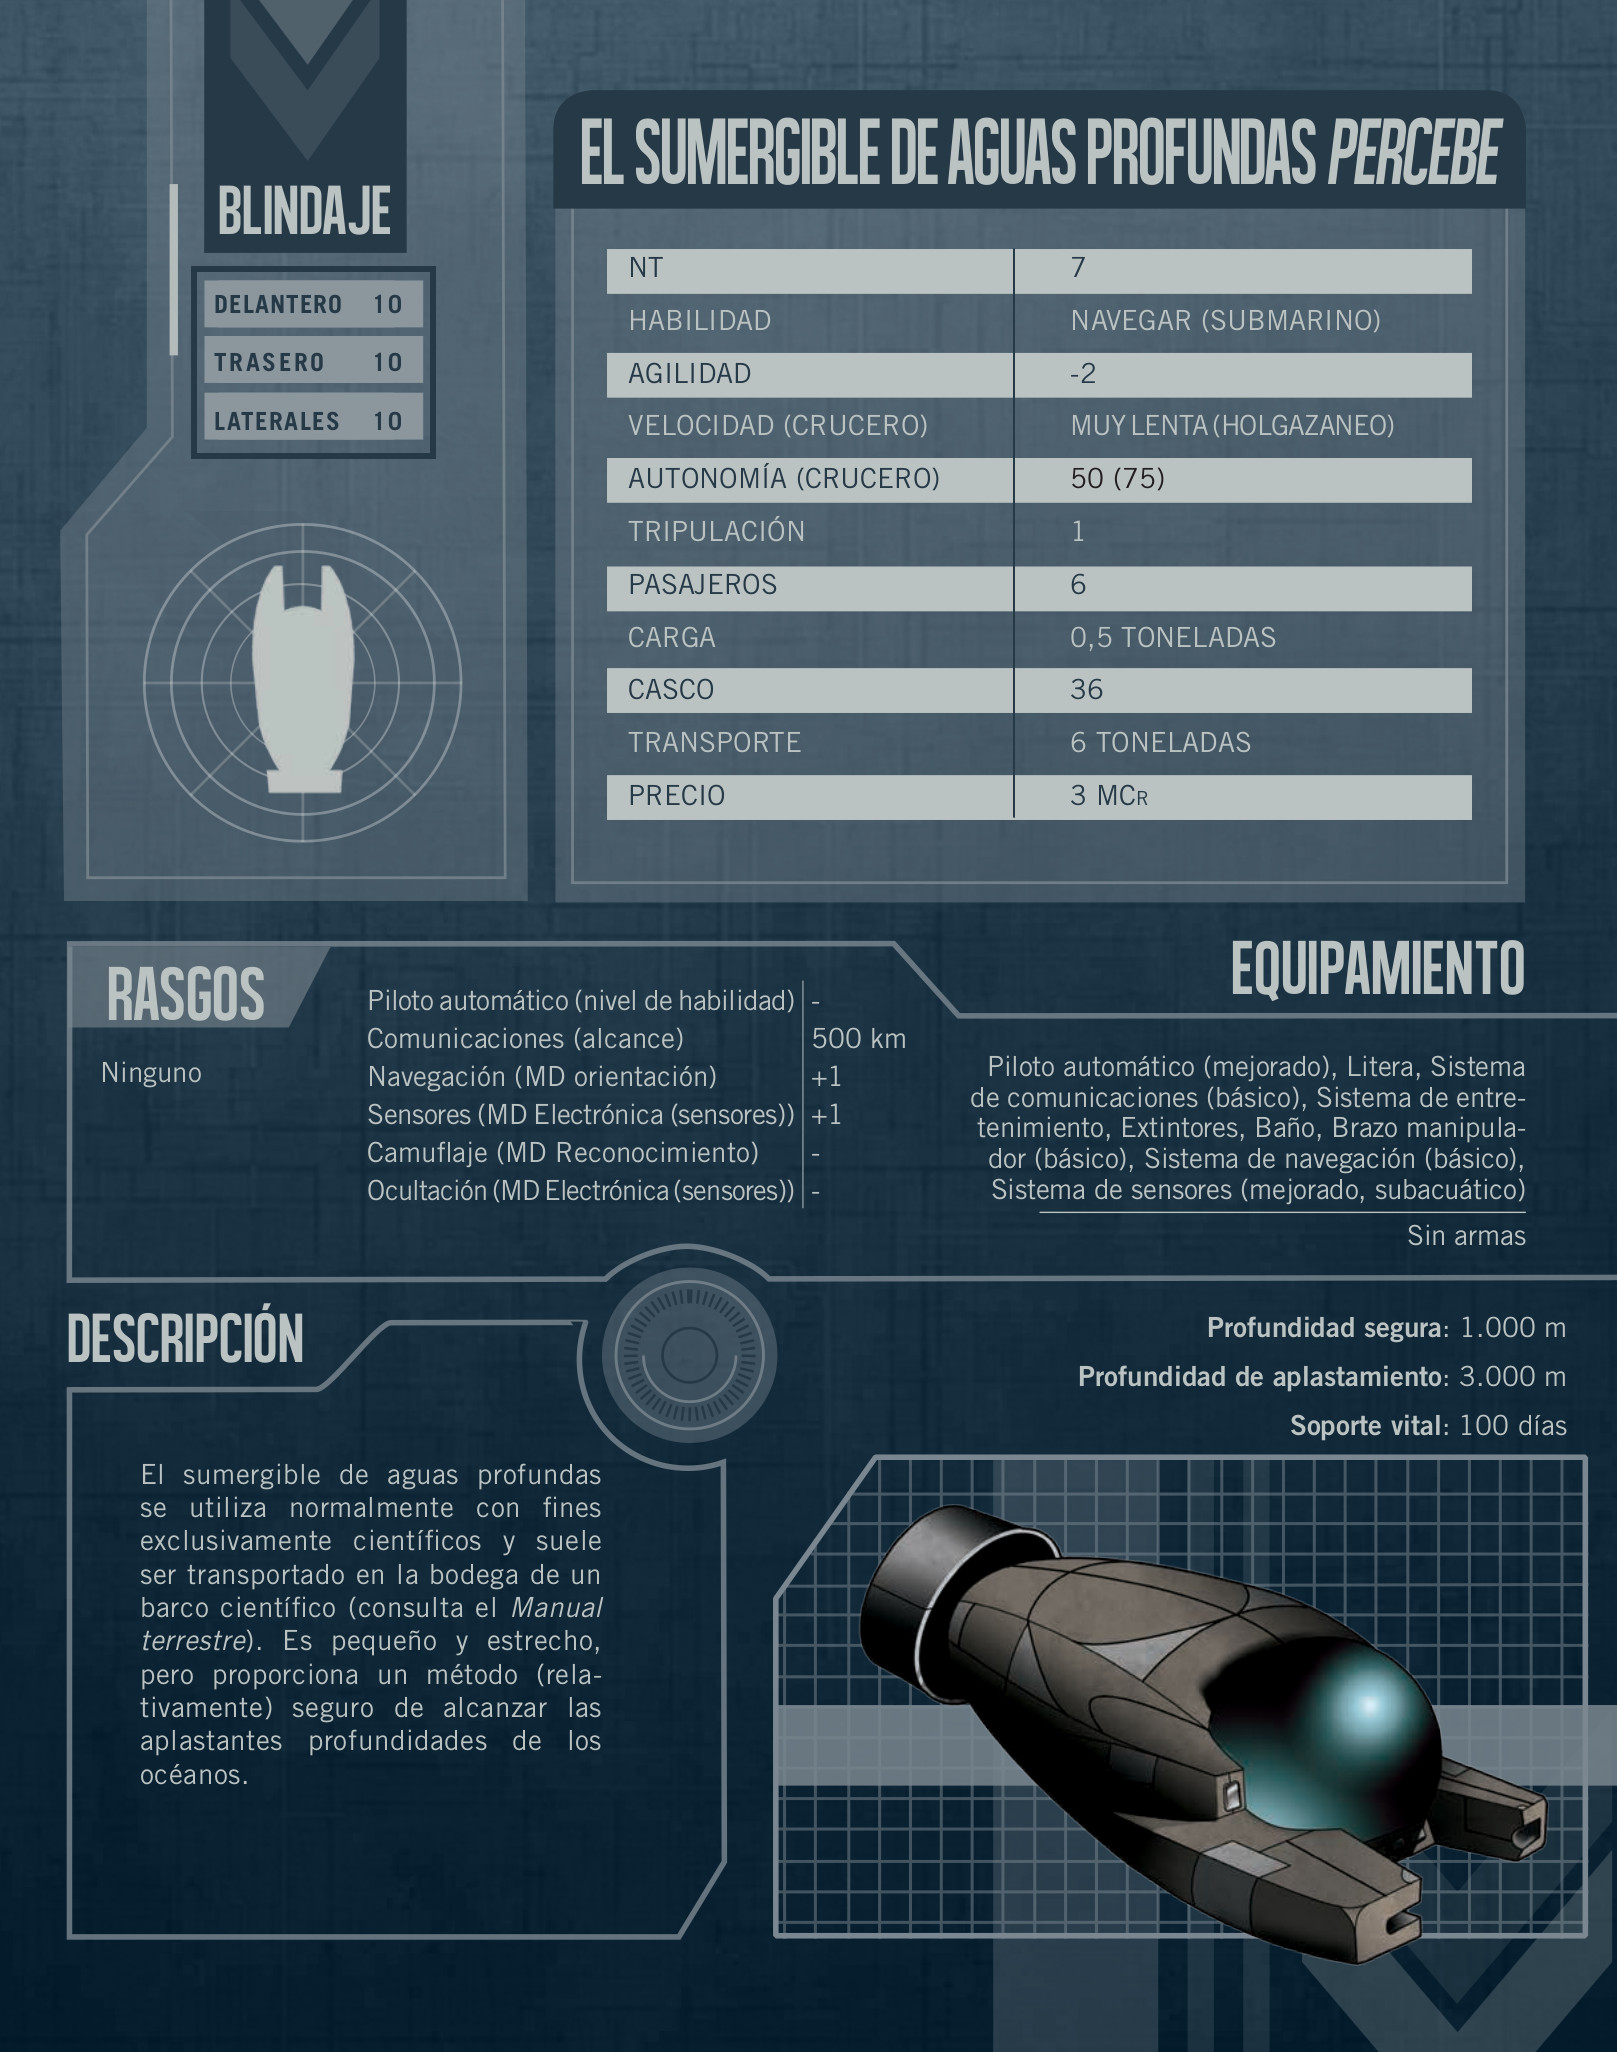 BLINDAJE
DELANTERO 10
TRASERO 10
LATERALES 10
EL SUMERGIBLE DE AGUAS PROFUNDAS PERCEBE
NT 7
HABILIDAD NAVEGAR (SUBMARINO)
AGILIDAD -2
VELOCIDAD (CRUCERO) MUY LENTA (HOLGAZANEO)
AUTONOMÍA (CRUCERO) 50 (75)
TRIPULACIÓN 1
PASAJEROS 6
CARGA 0,5 TONELADAS
CASCO 36
TRANSPORTE 6 TONELADAS
PRECIO 3 MCR
RASGOS
Ninguno
Piloto automático (nivel de habilidad) -
Comunicaciones (alcance) 500 km
Navegación (MD orientación) +1
Sensores (MD Electrónica (sensores)) +1
Camuflaje (MD Reconocimiento) -
Ocultación (MD Electrónica (sensores)) -
EQUIPAMIENTO
Piloto automático (mejorado), Litera, Sistema
de comunicaciones (básico), Sistema de entre-
tenimiento, Extintores, Baño, Brazo manipula-
dor (básico), Sistema de navegación (básico),
Sistema de sensores (mejorado, subacuático)
Sin armas
DESCRIPCIÓN
El sumergible de aguas profundas
se utiliza normalmente con fines
exclusivamente científicos y suele
ser transportado en la bodega de un
barco científico (consulta el Manual
terrestre). Es pequeño y estrecho,
pero proporciona un método (rela-
tivamente) seguro de alcanzar las
aplastantes profundidades de los
océanos.
Profundidad segura: 1.000 m
Profundidad de aplastamiento: 3.000 m
Soporte vital: 100 días